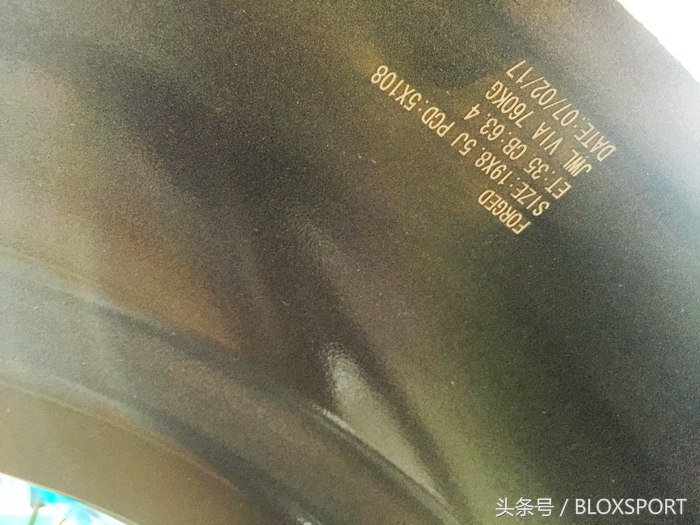 FORGED
SIZE:19X8.5J PCD:5X108
ET:35 CB:63.4
JWL VIA 760KG
DATE:07/02/17
头条号 / BLOXSPORT